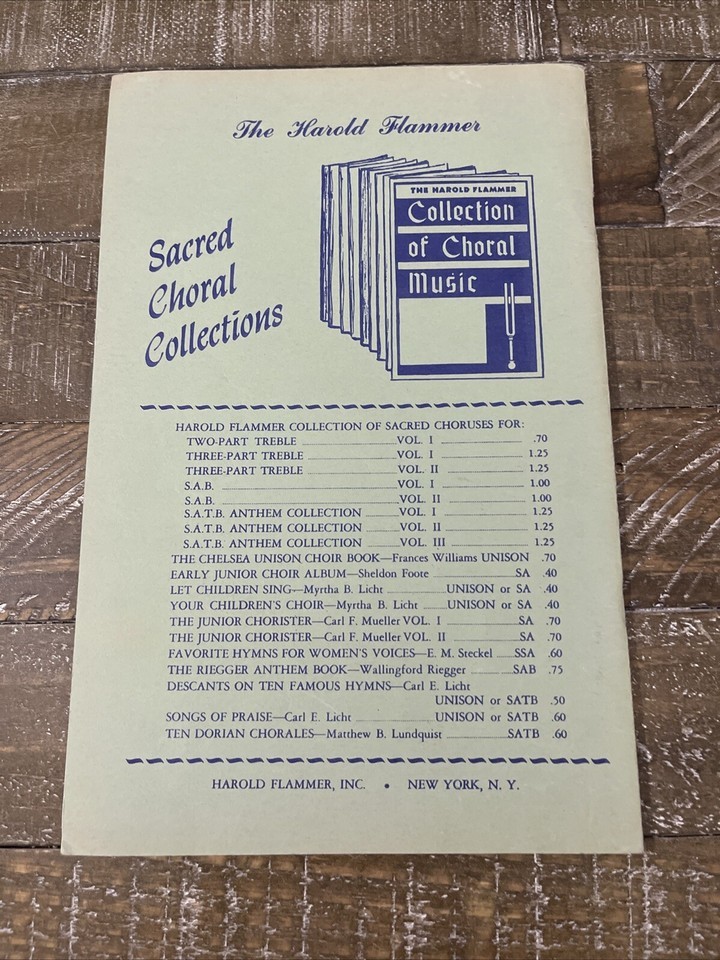 The Harold Flammer
THE HAROLD FLAMMER
Collection
of Choral
Music
Sacred
Choral
Collections
HAROLD FLAMMER COLLECTION OF SACRED CHORUSES FOR:
TWO-PART TREBLE VOL. I .70
THREE-PART TREBLE VOL. I 1.25
THREE-PART TREBLE VOL. II 1.25
S.A.B. VOL. I 1.00
S.A.B. VOL. II 1.00
S.A.T.B. ANTHEM COLLECTION VOL. I 1.25
S.A.T.B. ANTHEM COLLECTION VOL. II 1.25
S.A.T.B. ANTHEM COLLECTION VOL. III 1.25
THE CHELSEA UNISON CHOIR BOOK—Frances Williams UNISON .70
EARLY JUNIOR CHOIR ALBUM—Sheldon Foote SA .40
LET CHILDREN SING—Myrtha B. Licht UNISON or SA .40
YOUR CHILDREN'S CHOIR—Myrtha B. Licht UNISON or SA .40
THE JUNIOR CHORISTER—Carl F. Mueller VOL. I SA .70
THE JUNIOR CHORISTER—Carl F. Mueller VOL. II SA .70
FAVORITE HYMNS FOR WOMEN'S VOICES—E. M. Steckel SSA .60
THE RIEGGER ANTHEM BOOK—Wallingford Riegger SAB .75
DESCANTS ON TEN FAMOUS HYMNS—Carl E. Licht
UNISON or SATB .50
SONGS OF PRAISE—Carl E. Licht UNISON or SATB .60
TEN DORIAN CHORALES—Matthew B. Lundquist SATB .60
HAROLD FLAMMER, INC. • NEW YORK, N. Y.